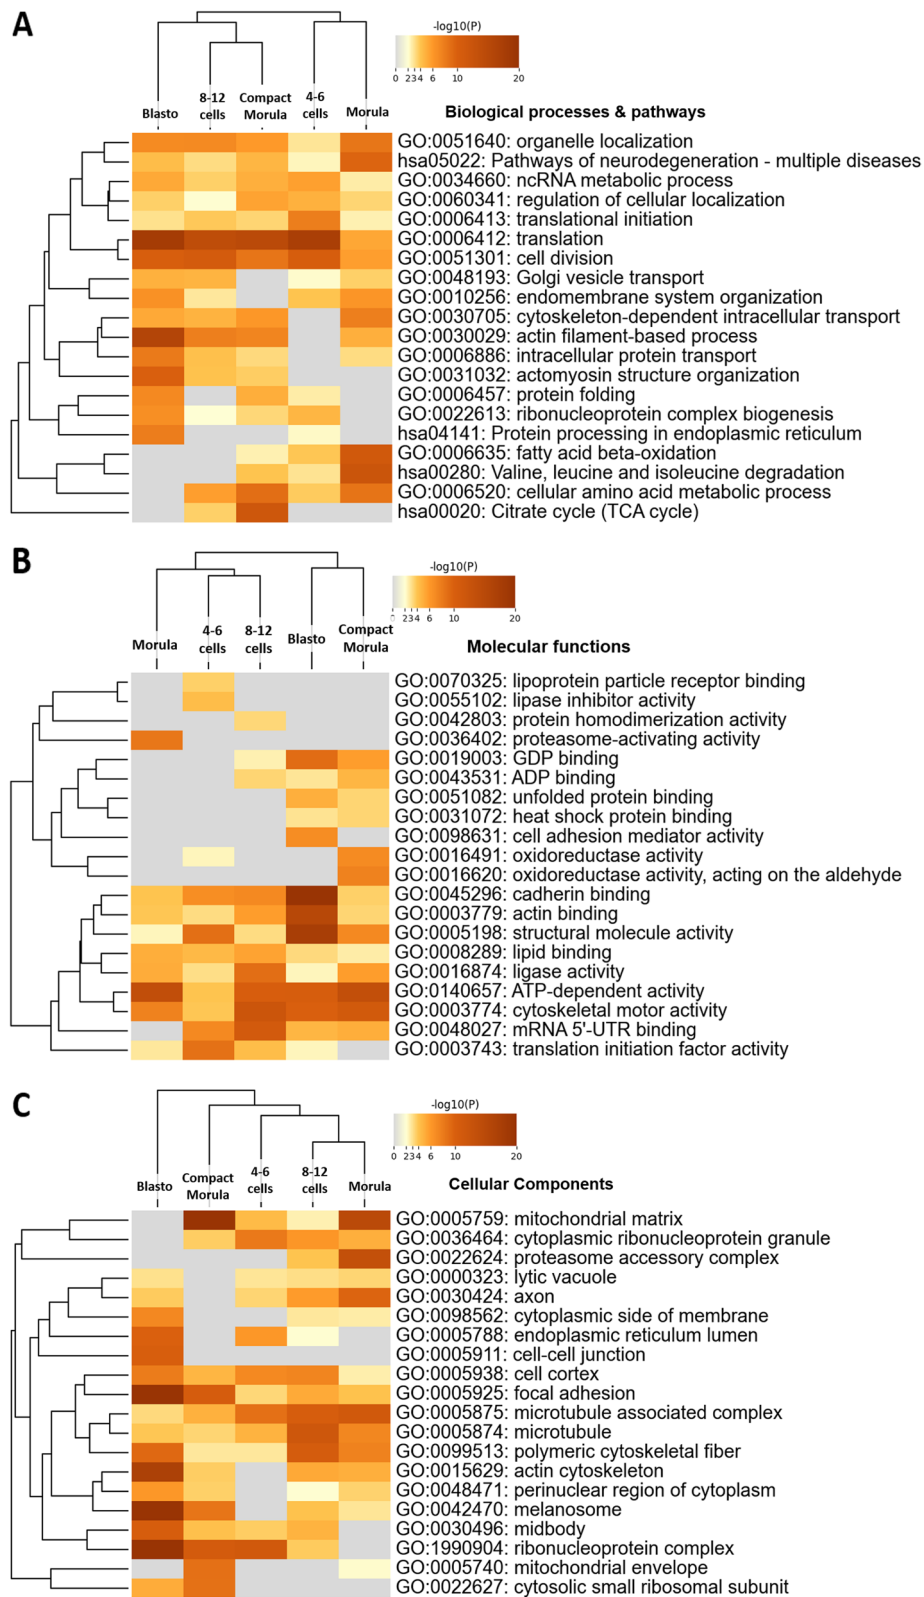 A
-log10(P)
0 2 3 4 6 10 20
Blasto
8-12 cells
Compact Morula
4-6 cells
Morula
Biological processes & pathways
GO:0051640: organelle localization
hsa05022: Pathways of neurodegeneration - multiple diseases
GO:0034660: ncRNA metabolic process
GO:0060341: regulation of cellular localization
GO:0006413: translational initiation
GO:0006412: translation
GO:0051301: cell division
GO:0048193: Golgi vesicle transport
GO:0010256: endomembrane system organization
GO:0030705: cytoskeleton-dependent intracellular transport
GO:0030029: actin filament-based process
GO:0006886: intracellular protein transport
GO:0031032: actomyosin structure organization
GO:0006457: protein folding
GO:0022613: ribonucleoprotein complex biogenesis
hsa04141: Protein processing in endoplasmic reticulum
GO:0006635: fatty acid beta-oxidation
hsa00280: Valine, leucine and isoleucine degradation
GO:0006520: cellular amino acid metabolic process
hsa00020: Citrate cycle (TCA cycle)
B
-log10(P)
0 2 3 4 6 10 20
Morula
4-6 cells
8-12 cells
Blasto
Compact Morula
Molecular functions
GO:0070325: lipoprotein particle receptor binding
GO:0055102: lipase inhibitor activity
GO:0042803: protein homodimerization activity
GO:0036402: proteasome-activating activity
GO:0019003: GDP binding
GO:0043531: ADP binding
GO:0051082: unfolded protein binding
GO:0031072: heat shock protein binding
GO:0098631: cell adhesion mediator activity
GO:0016491: oxidoreductase activity
GO:0016620: oxidoreductase activity, acting on the aldehyde
GO:0045296: cadherin binding
GO:0003779: actin binding
GO:0005198: structural molecule activity
GO:0008289: lipid binding
GO:0016874: ligase activity
GO:0140657: ATP-dependent activity
GO:0003774: cytoskeletal motor activity
GO:0048027: mRNA 5'-UTR binding
GO:0003743: translation initiation factor activity
C
-log10(P)
0 2 3 4 6 10 20
Blasto
Compact Morula
4-6 cells
8-12 cells
Morula
Cellular Components
GO:0005759: mitochondrial matrix
GO:0036464: cytoplasmic ribonucleoprotein granule
GO:0022624: proteasome accessory complex
GO:0000323: lytic vacuole
GO:0030424: axon
GO:0098562: cytoplasmic side of membrane
GO:0005788: endoplasmic reticulum lumen
GO:0005911: cell-cell junction
GO:0005938: cell cortex
GO:0005925: focal adhesion
GO:0005875: microtubule associated complex
GO:0005874: microtubule
GO:0099513: polymeric cytoskeletal fiber
GO:0015629: actin cytoskeleton
GO:0048471: perinuclear region of cytoplasm
GO:0042470: melanosome
GO:0030496: midbody
GO:1990904: ribonucleoprotein complex
GO:0005740: mitochondrial envelope
GO:0022627: cytosolic small ribosomal subunit